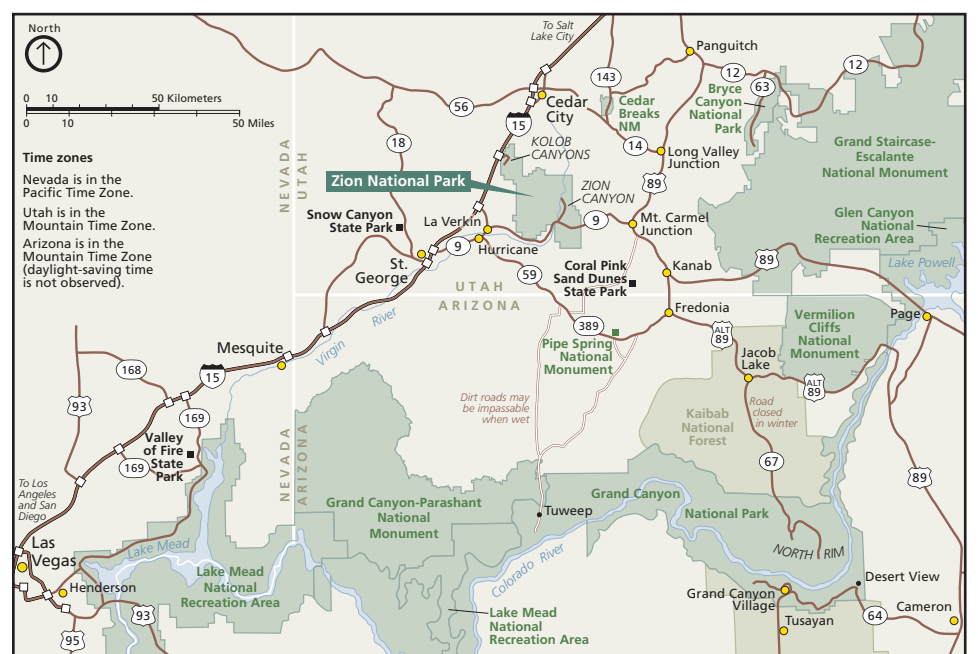 North
0 10 50 Kilometers
0 10 50 Miles
Time zones
Nevada is in the
Pacific Time Zone.
Utah is in the
Mountain Time Zone.
Arizona is in the
Mountain Time Zone
(daylight-saving time
is not observed).
To Salt
Lake City
Panguitch
143
12
12
63
56
Cedar
City
15
Cedar
Breaks
NM
Bryce
Canyon
National
Park
18
KOLOB
CANYONS
14
Long Valley
Junction
Grand Staircase-
Escalante
National Monument
NEVADA
UTAH
Zion National Park
ZION
CANYON
89
Snow Canyon
State Park
La Verkin
9
Mt. Carmel
Junction
Glen Canyon
National
Recreation Area
9
Hurricane
St.
George
59
Coral Pink
Sand Dunes
State Park
Kanab
89
Lake Powell
UTAH
ARIZONA
River
Virgin
389
Fredonia
ALT
89
Vermilion
Cliffs
National
Monument
Page
Pipe Spring
National
Monument
Mesquite
15
168
93
Jacob
Lake
ALT
89
Dirt roads may
be impassable
when wet
Road
closed
in winter
Kaibab
National
Forest
169
Valley
of Fire
State
Park
169
NEVADA
ARIZONA
67
89
To Los
Angeles
and San
Diego
Grand Canyon-Parashant
National
Monument
Grand Canyon
National Park
Tuweep
Las
Vegas
Lake Mead
NORTH RIM
Colorado River
Lake Mead
National
Recreation Area
Henderson
Desert View
Grand Canyon
Village
93
95
Lake Mead
National
Recreation Area
Tusayan
64
Cameron